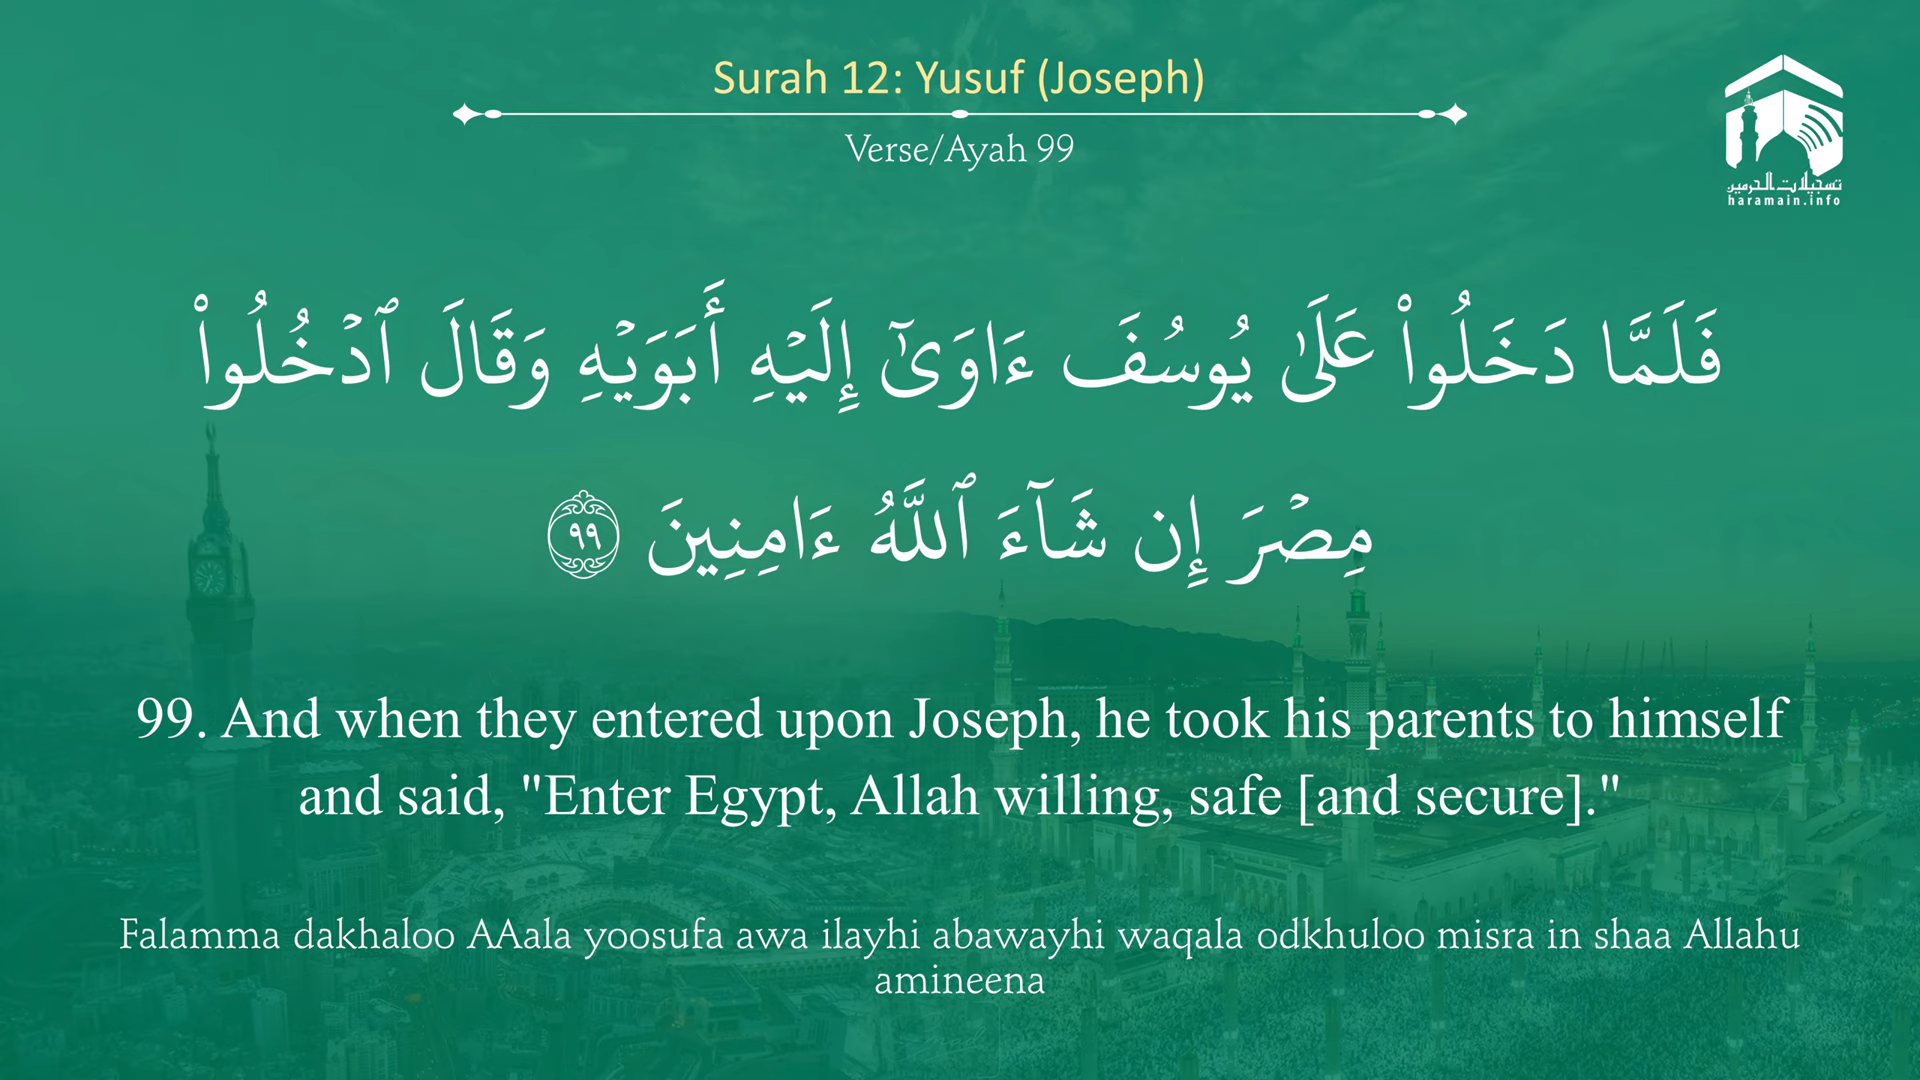 Surah 12: Yusuf (Joseph)
Verse/Ayah 99
تسجيلات الحرمين
haramain.info
فَلَمَّا دَخَلُوا۟ عَلَىٰ يُوسُفَ ءَاوَىٰٓ إِلَيْهِ أَبَوَيْهِ وَقَالَ ٱدْخُلُوا۟
مِصْرَ إِن شَآءَ ٱللَّهُ ءَامِنِينَ ٩٩
99. And when they entered upon Joseph, he took his parents to himself
and said, "Enter Egypt, Allah willing, safe [and secure]."
Falamma dakhaloo AAala yoosufa awa ilayhi abawayhi waqala odkhuloo misra in shaa Allahu
amineena